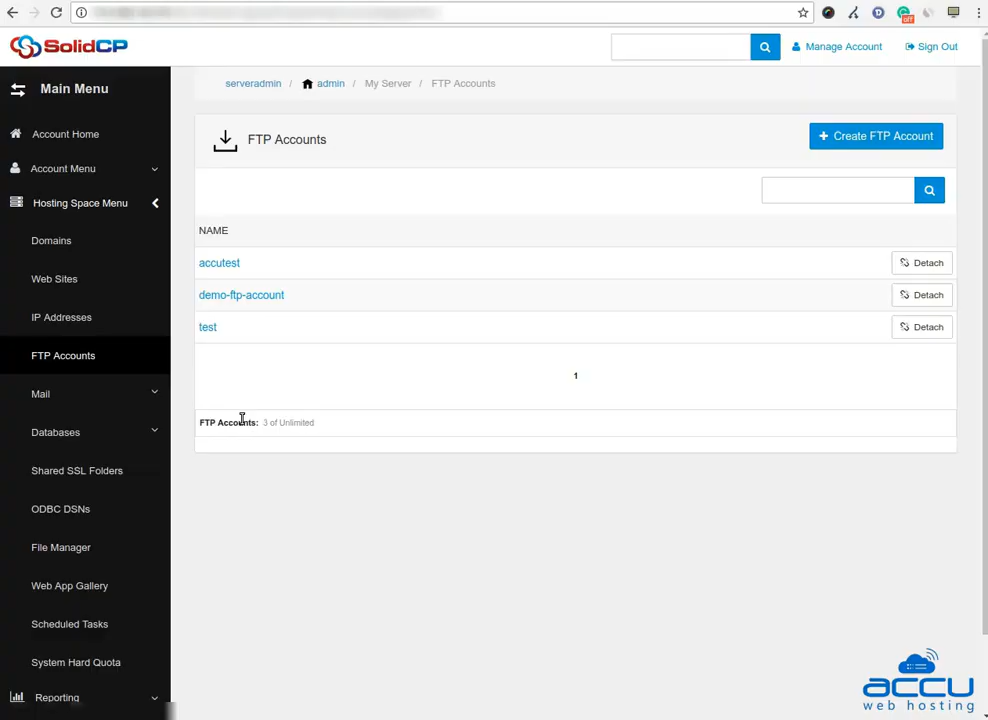 off
SolidCP
Manage Account
Sign Out
Main Menu
serveradmin / admin / My Server / FTP Accounts
Account Home
FTP Accounts
+ Create FTP Account
Account Menu
Hosting Space Menu
NAME
Domains
accutest
Detach
Web Sites
demo-ftp-account
Detach
IP Addresses
test
Detach
FTP Accounts
1
Mail
FTP Accounts: 3 of Unlimited
Databases
Shared SSL Folders
ODBC DSNs
File Manager
Web App Gallery
Scheduled Tasks
System Hard Quota
Reporting
accu
web hosting